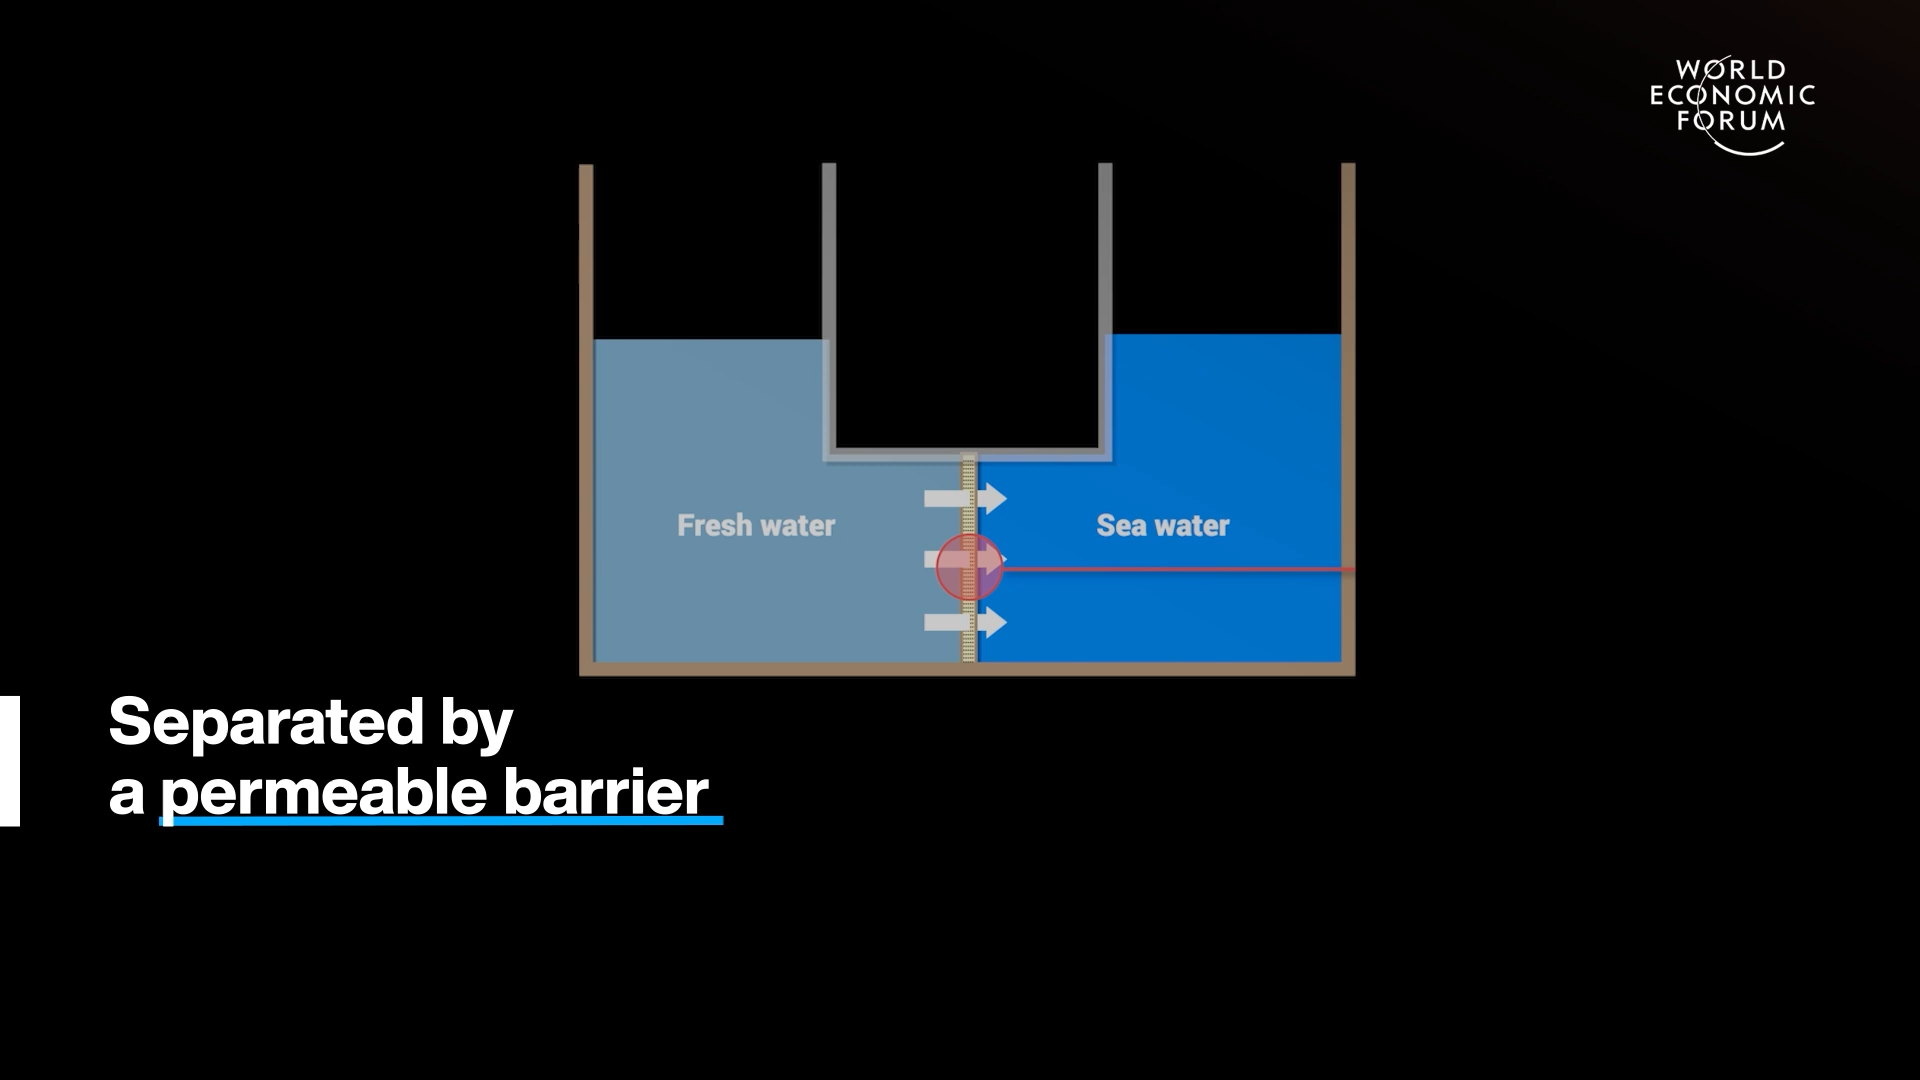 WORLD
ECONOMIC
FORUM
Fresh water
Sea water
Separated by
a permeable barrier